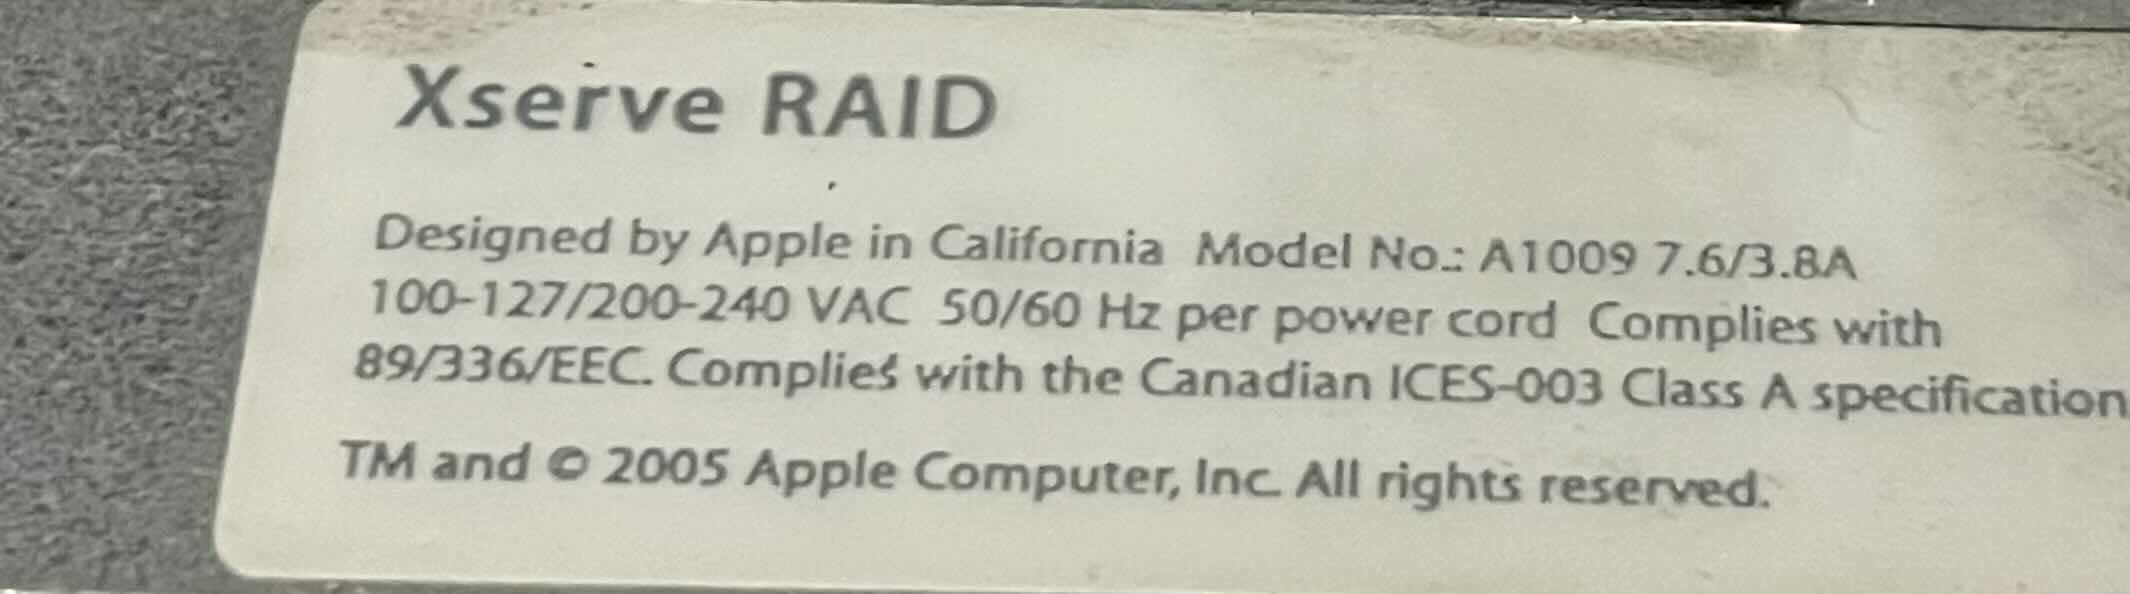 Xserve RAID
Designed by Apple in California Model No.: A1009 7.6/3.8A
100-127/200-240 VAC 50/60 Hz per power cord Complies with
89/336/EEC. Complies with the Canadian ICES-003 Class A specification
TM and © 2005 Apple Computer, Inc. All rights reserved.